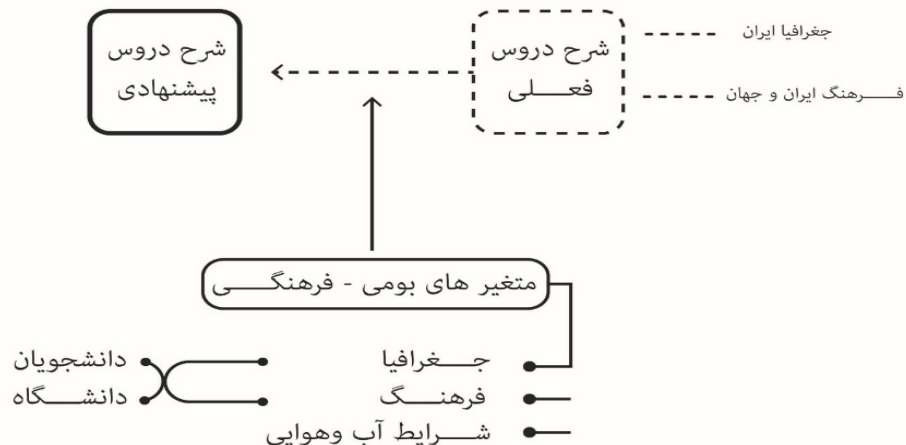 شرح دروس
پیشنهادی
شرح دروس
فعلی
جغرافیا ایران
فرهنگ ایران و جهان
متغیر های بومی - فرهنگی
جغرافیا
فرهنگ
شرایط آب وهوایی
دانشجویان
دانشگاه